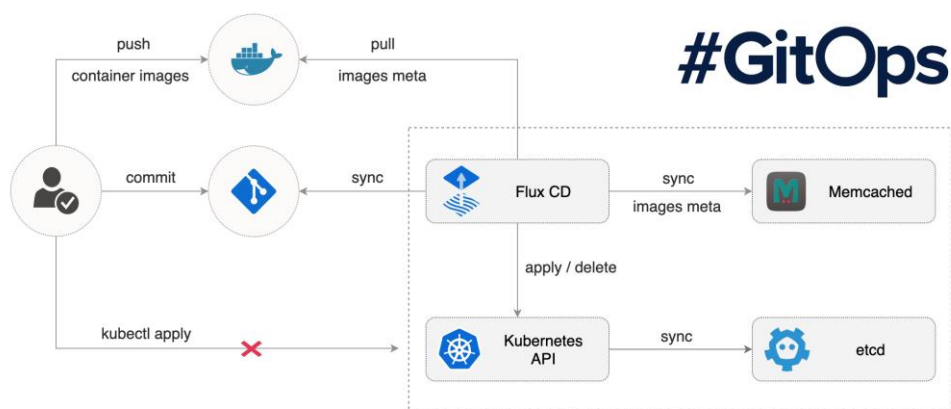 push
container images
pull
images meta
#GitOps
commit
sync
Flux CD
sync
images meta
Memcached
apply / delete
kubectl apply
Kubernetes
API
sync
etcd